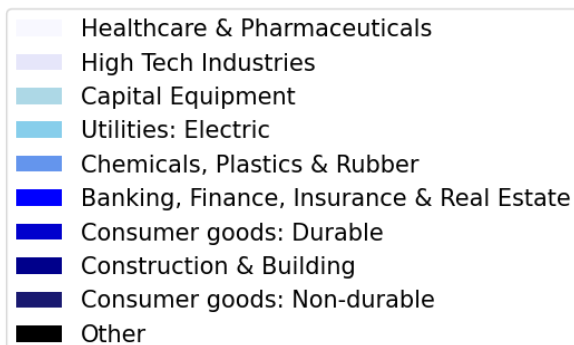 Healthcare & Pharmaceuticals
High Tech Industries
Capital Equipment
Utilities: Electric
Chemicals, Plastics & Rubber
Banking, Finance, Insurance & Real Estate
Consumer goods: Durable
Construction & Building
Consumer goods: Non-durable
Other